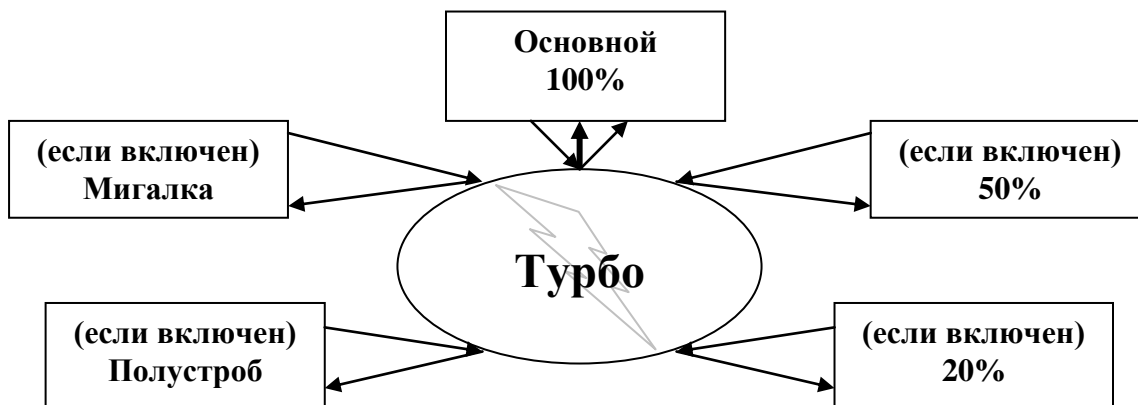 Основной
100%
(если включен)
Мигалка
(если включен)
50%
Турбо
(если включен)
Полустроб
(если включен)
20%